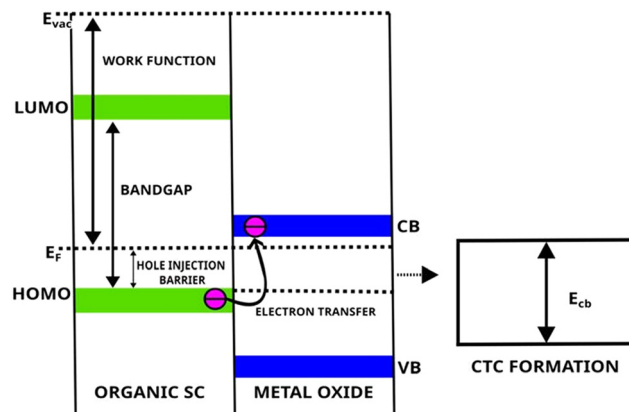 Evac
WORK FUNCTION
LUMO
BANDGAP
CB
EF
HOLE INJECTION
BARRIER
HOMO
ELECTRON TRANSFER
Ecb
VB
CTC FORMATION
ORGANIC SC
METAL OXIDE